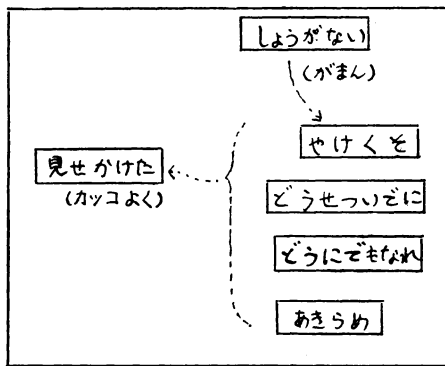 しょうがない
(がまん)
やけくそ
見せかけた
(カッコよく)
どうせついでに
どうにでもなれ
あきらめ